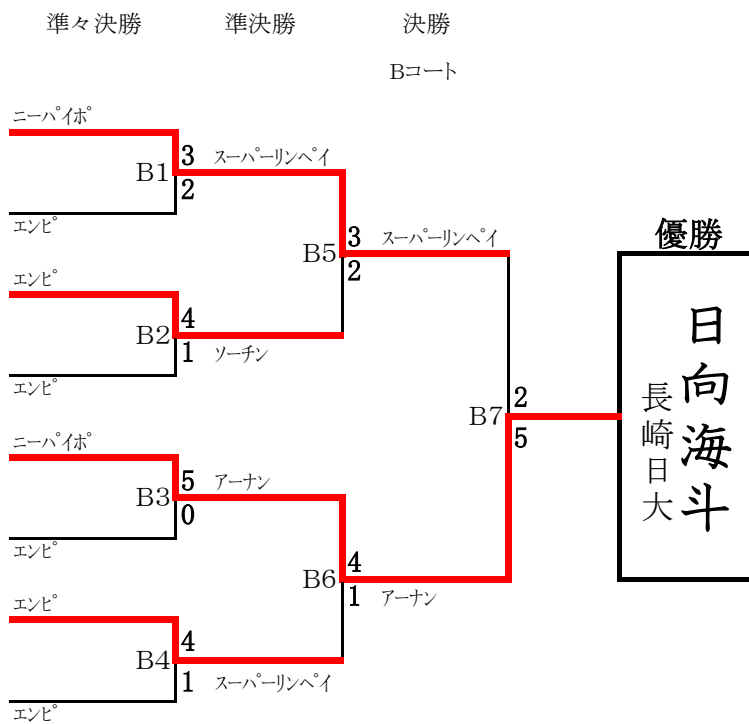 準々決勝 準決勝 決勝
Bコート
ニーパイポ
B1 3 スーパーリンペイ
2
エンピ
B5 3 スーパーリンペイ
2
エンピ
B2 4
1 ソーチン
エンピ
B7 2
5
ニーパイポ
B3 5 アーナン
0
エンピ
B6 4
1 アーナン
エンピ
B4 4
1 スーパーリンペイ
エンピ
優勝
日向海斗
長崎日大